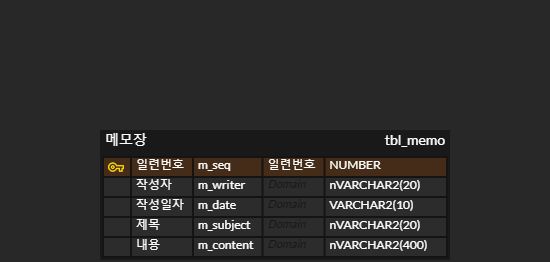 메모장 tbl_memo
일련번호 m_seq 일련번호 NUMBER
작성자 m_writer Domain nVARCHAR2(20)
작성일자 m_date Domain VARCHAR2(10)
제목 m_subject Domain nVARCHAR2(20)
내용 m_content Domain nVARCHAR2(400)